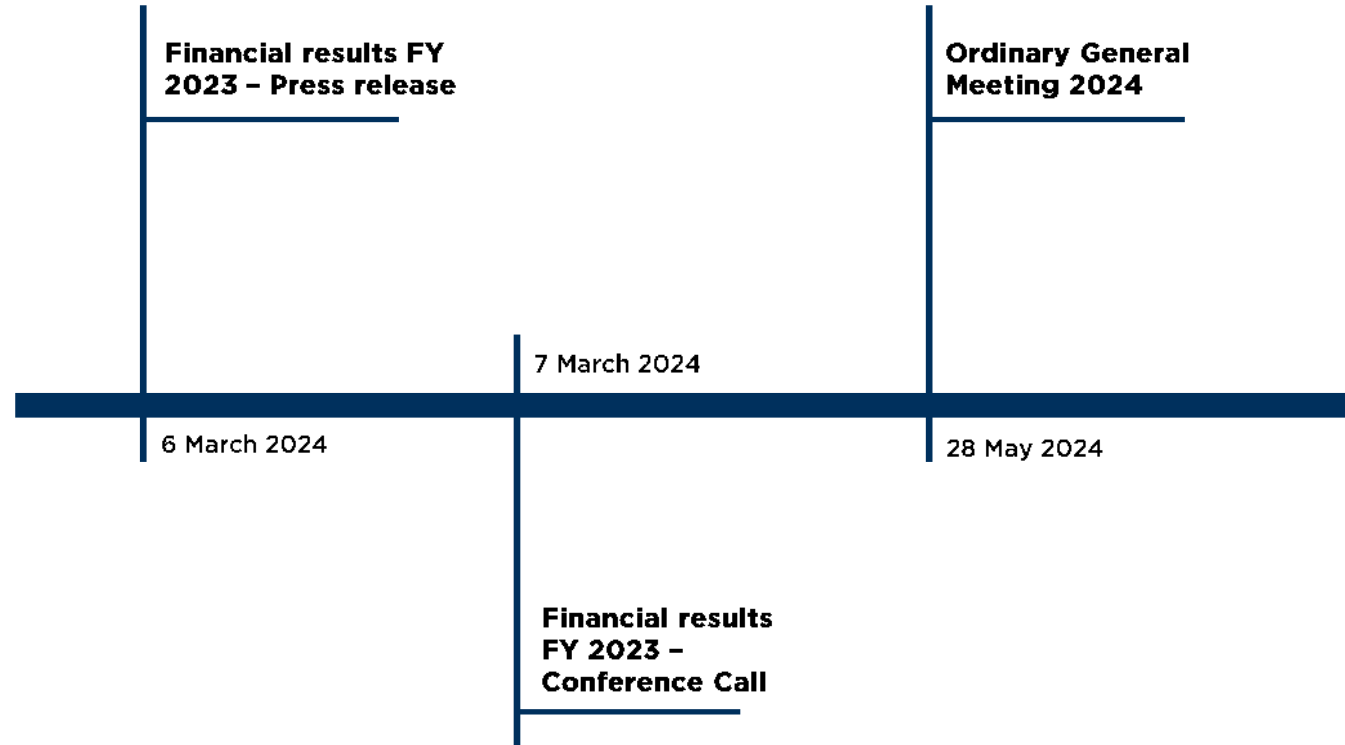 Financial results FY
2023 – Press release
6 March 2024
7 March 2024
Financial results
FY 2023 –
Conference Call
Ordinary General
Meeting 2024
28 May 2024